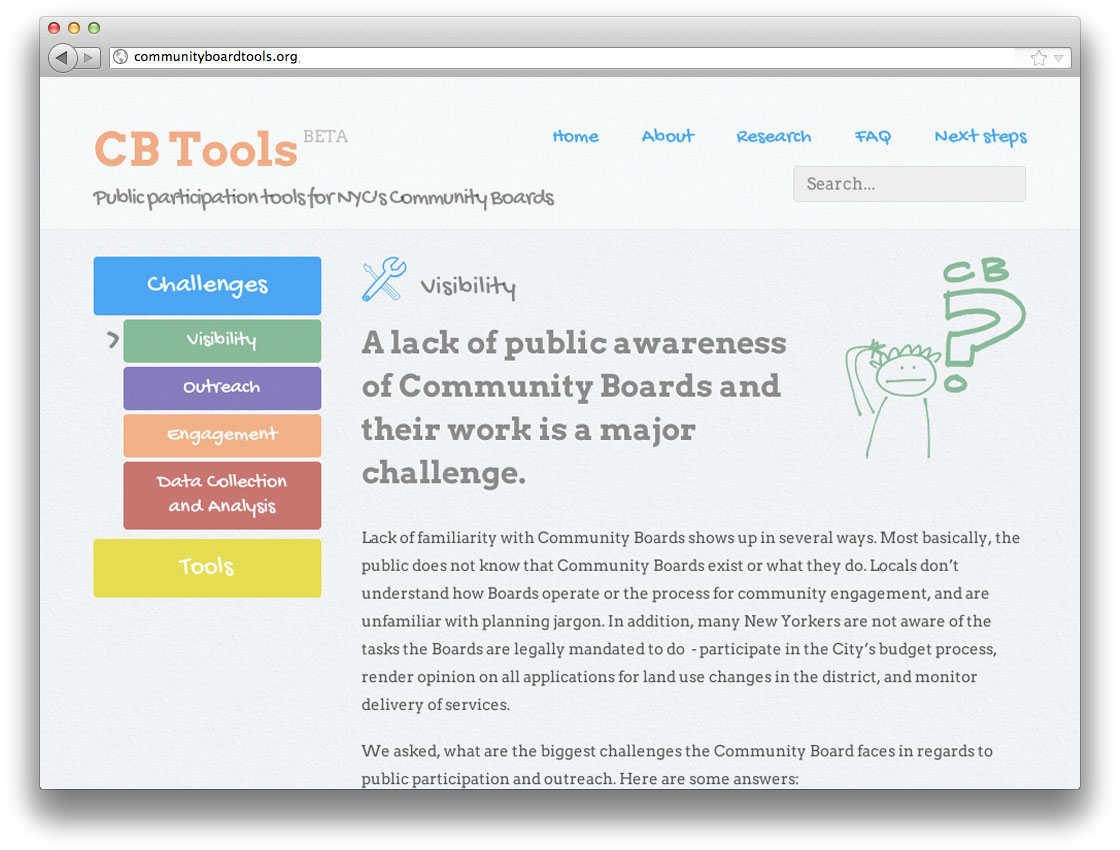 communityboardtools.org
CB Tools BETA
Public participation tools for NYC's Community Boards
Home About Research FAQ Next steps
Search...
Challenges
Visibility
Outreach
Engagement
Data Collection
and Analysis
Tools
Visibility
CB
?
A lack of public awareness
of Community Boards and
their work is a major
challenge.
Lack of familiarity with Community Boards shows up in several ways. Most basically, the
public does not know that Community Boards exist or what they do. Locals don’t
understand how Boards operate or the process for community engagement, and are
unfamiliar with planning jargon. In addition, many New Yorkers are not aware of the
tasks the Boards are legally mandated to do - participate in the City’s budget process,
render opinion on all applications for land use changes in the district, and monitor
delivery of services.
We asked, what are the biggest challenges the Community Board faces in regards to
public participation and outreach. Here are some answers: